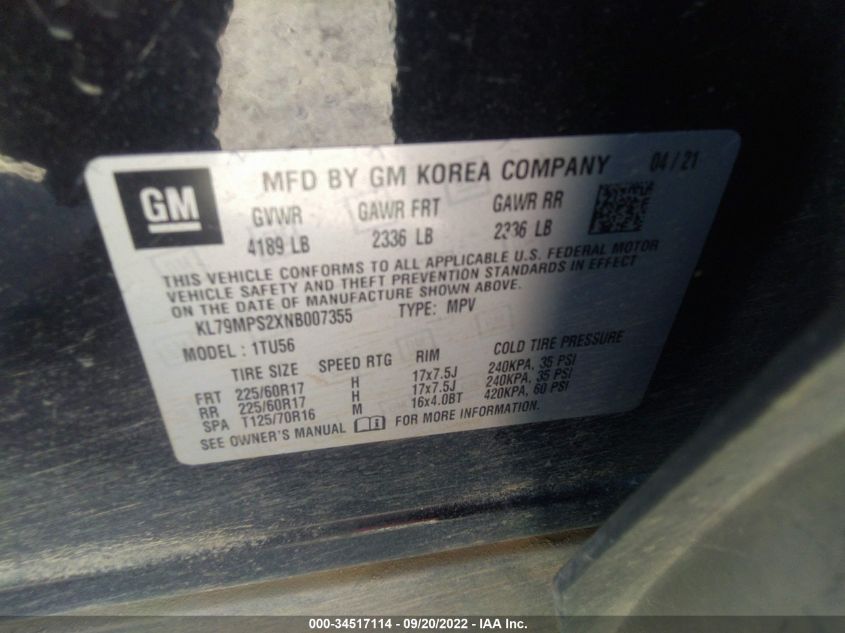 GM
MFD BY GM KOREA COMPANY 04/21
GVWR GAWR FRT GAWR RR
4189 LB 2336 LB 2336 LB
THIS VEHICLE CONFORMS TO ALL APPLICABLE U.S. FEDERAL MOTOR
VEHICLE SAFETY AND THEFT PREVENTION STANDARDS IN EFFECT
ON THE DATE OF MANUFACTURE SHOWN ABOVE.
KL79MPS2XNB007355 TYPE: MPV
MODEL: 1TU56
TIRE SIZE SPEED RTG RIM COLD TIRE PRESSURE
FRT 225/60R17 H 17x7.5J 240KPA, 35 PSI
RR 225/60R17 H 17x7.5J 240KPA, 35 PSI
SPA T125/70R16 M 16x4.0BT 420KPA, 60 PSI
SEE OWNER'S MANUAL FOR MORE INFORMATION.
000-34517114 - 09/20/2022 - IAA Inc.